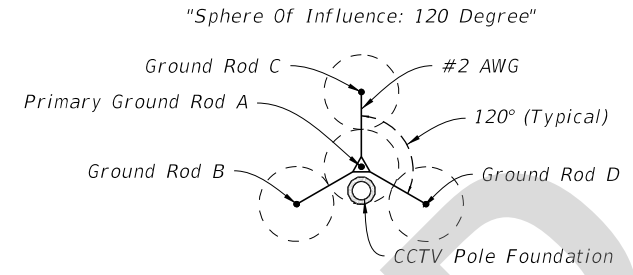 "Sphere Of Influence: 120 Degree"
Ground Rod C
#2 AWG
Primary Ground Rod A
120° (Typical)
Ground Rod B
Ground Rod D
CCTV Pole Foundation